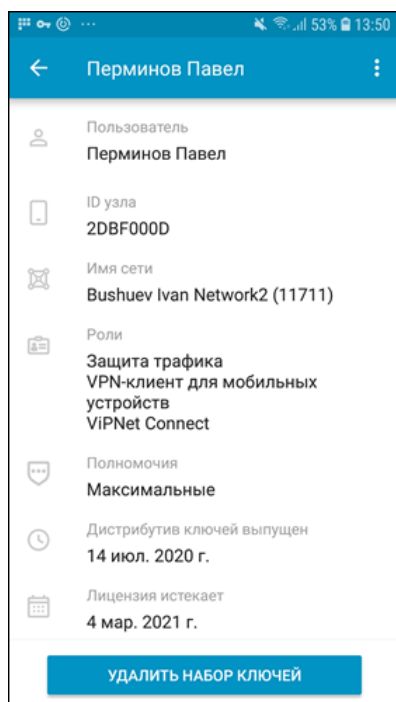 53% 13:50
Перминов Павел
Пользователь
Перминов Павел
ID узла
2DBF000D
Имя сети
Bushuev Ivan Network2 (11711)
Роли
Защита трафика
VPN-клиент для мобильных
устройств
ViPNet Connect
Полномочия
Максимальные
Дистрибутив ключей выпущен
14 июл. 2020 г.
Лицензия истекает
4 мар. 2021 г.
УДАЛИТЬ НАБОР КЛЮЧЕЙ